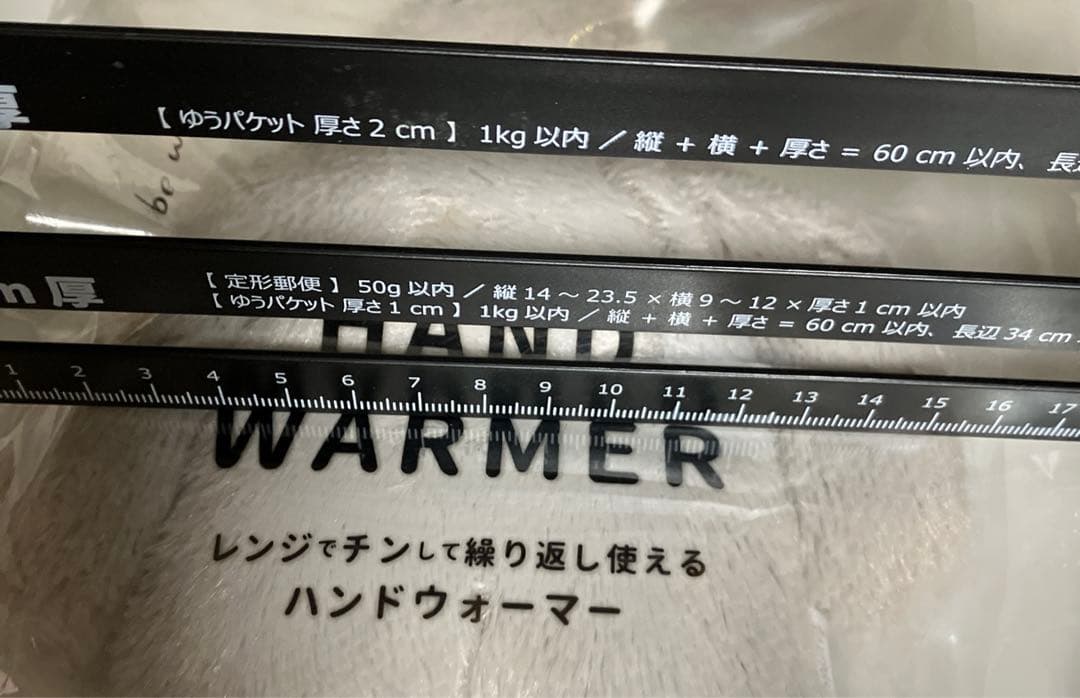 厚
【 ゆうパケット 厚さ 2 cm 】 1kg 以内 ／ 縦 + 横 + 厚さ = 60 cm 以内、長辺
be w
m 厚
【 定形郵便 】 50g 以内 ／ 縦 14 ～ 23.5 × 横 9 ～ 12 × 厚さ 1 cm 以内
【 ゆうパケット 厚さ 1 cm 】 1kg 以内 ／ 縦 + 横 + 厚さ = 60 cm 以内、長辺 34 cm
HAND
1 2 3 4 5 6 7 8 9 10 11 12 13 14 15 16 17
WARMER
レンジでチンして繰り返し使える
ハンドウォーマー